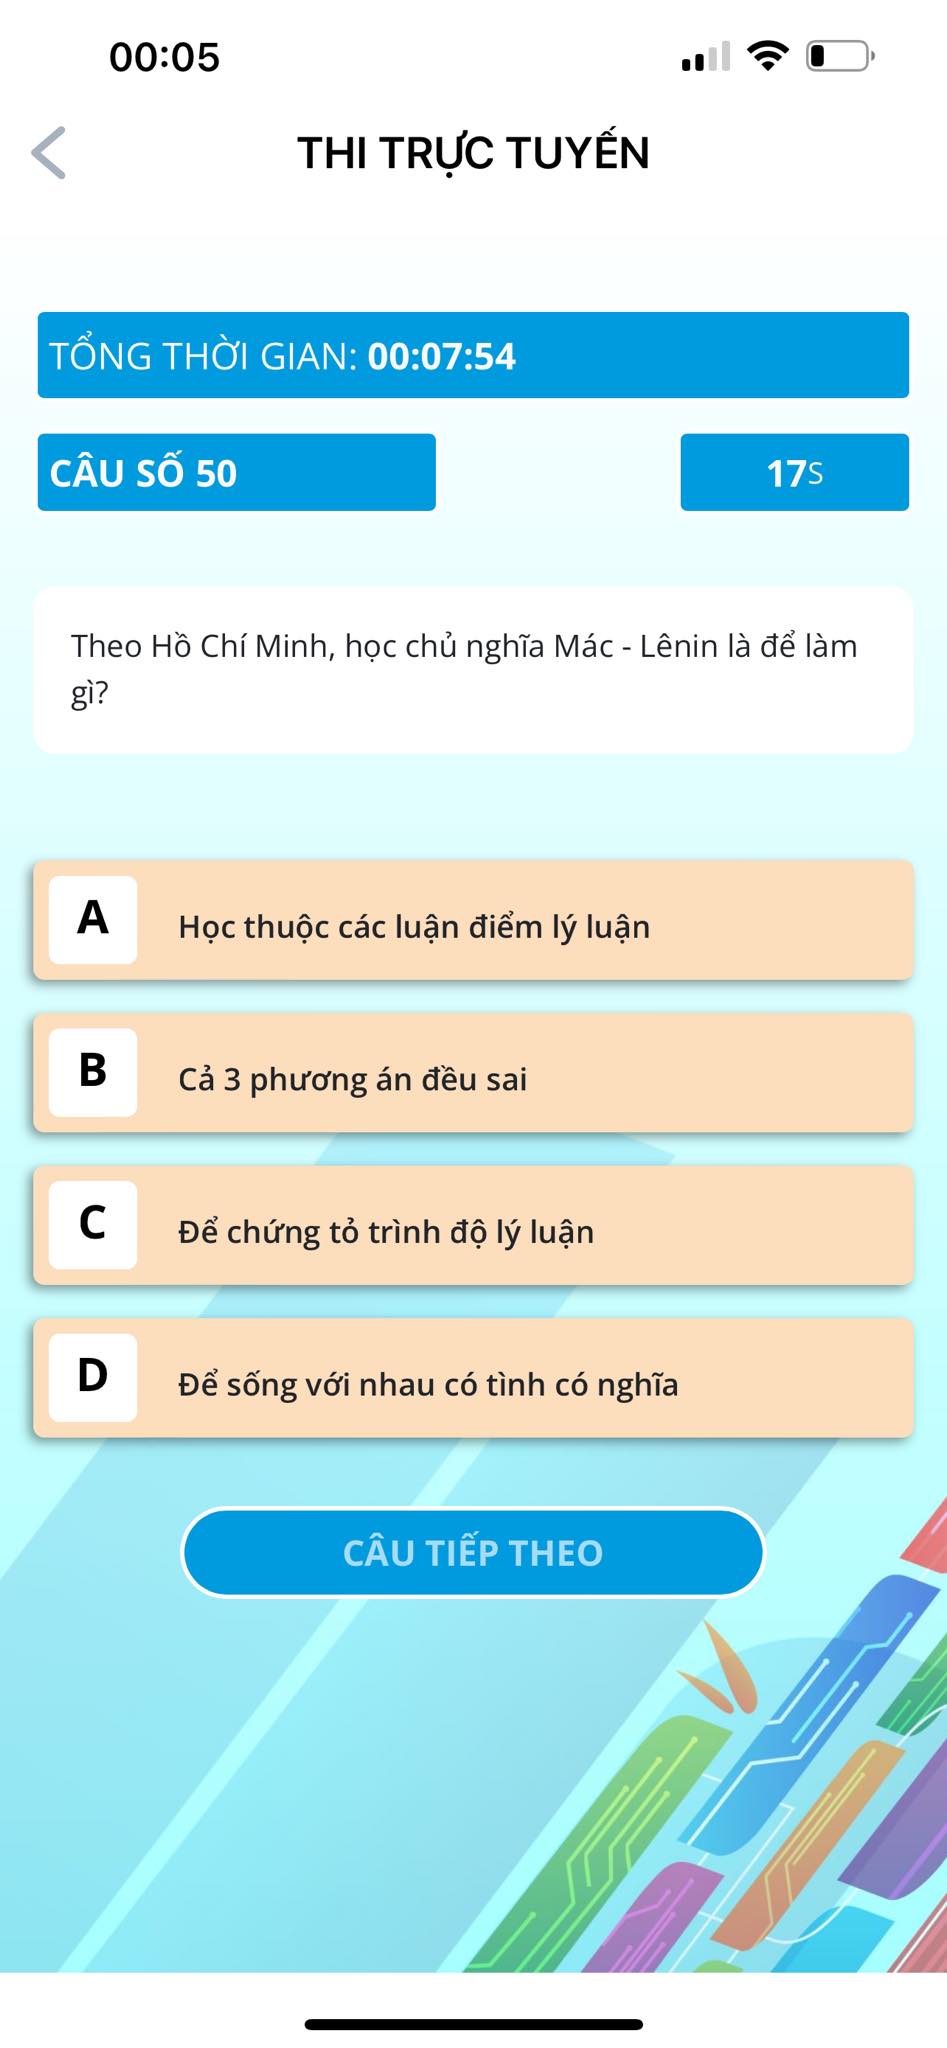 00:05
THI TRỰC TUYẾN
TỔNG THỜI GIAN: 00:07:54
CÂU SỐ 50
17S
Theo Hồ Chí Minh, học chủ nghĩa Mác - Lênin là để làm
gì?
A
Học thuộc các luận điểm lý luận
B
Cả 3 phương án đều sai
C
Để chứng tỏ trình độ lý luận
D
Để sống với nhau có tình có nghĩa
CÂU TIẾP THEO